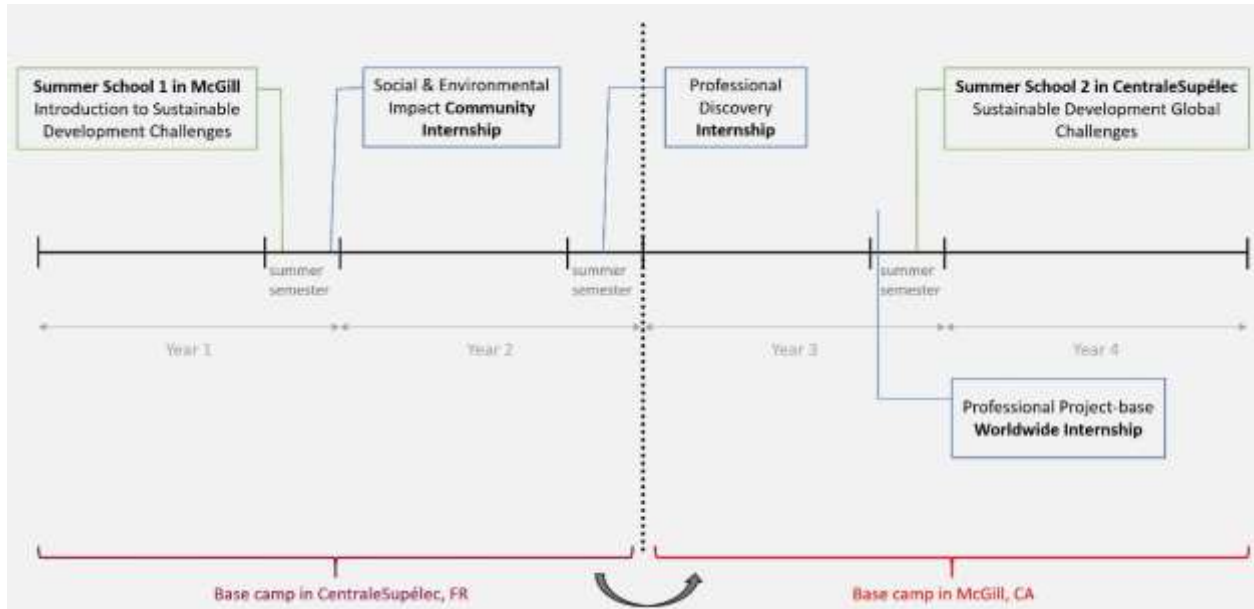 Summer School 1 in McGill
Introduction to Sustainable
Development Challenges
Social & Environmental
Impact Community
Internship
Professional
Discovery
Internship
Summer School 2 in CentraleSupélec
Sustainable Development Global
Challenges
summer
semester
summer
semester
summer
semester
Year 1
Year 2
Year 3
Year 4
Professional Project-base
Worldwide Internship
Base camp in CentraleSupélec, FR
Base camp in McGill, CA